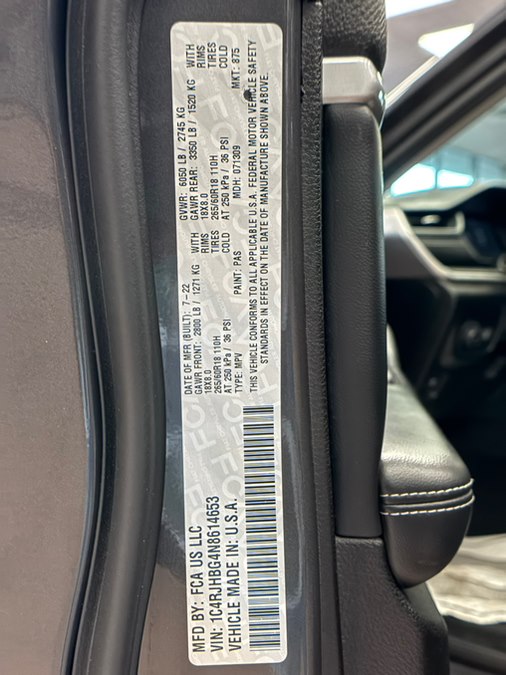 MFD BY: FCA US LLC
VIN: 1C4RJHBG4N8614653
VEHICLE MADE IN: U.S.A.
DATE OF MFR (BUILT): 7-22 GVWR: 6050 LB / 2745 KG
GAWR FRONT: 2800 LB / 1271 KG WITH GAWR REAR: 3350 LB / 1520 KG WITH
18X8.0 RIMS 18X8.0 RIMS
265/60R18 110H TIRES 265/60R18 110H TIRES
AT 250 kPa / 36 PSI COLD AT 250 kPa / 36 PSI COLD
TYPE: MPV PAINT: PAS MDH: 071309 MKT: 875
THIS VEHICLE CONFORMS TO ALL APPLICABLE U.S.A. FEDERAL MOTOR VEHICLE SAFETY
STANDARDS IN EFFECT ON THE DATE OF MANUFACTURE SHOWN ABOVE.